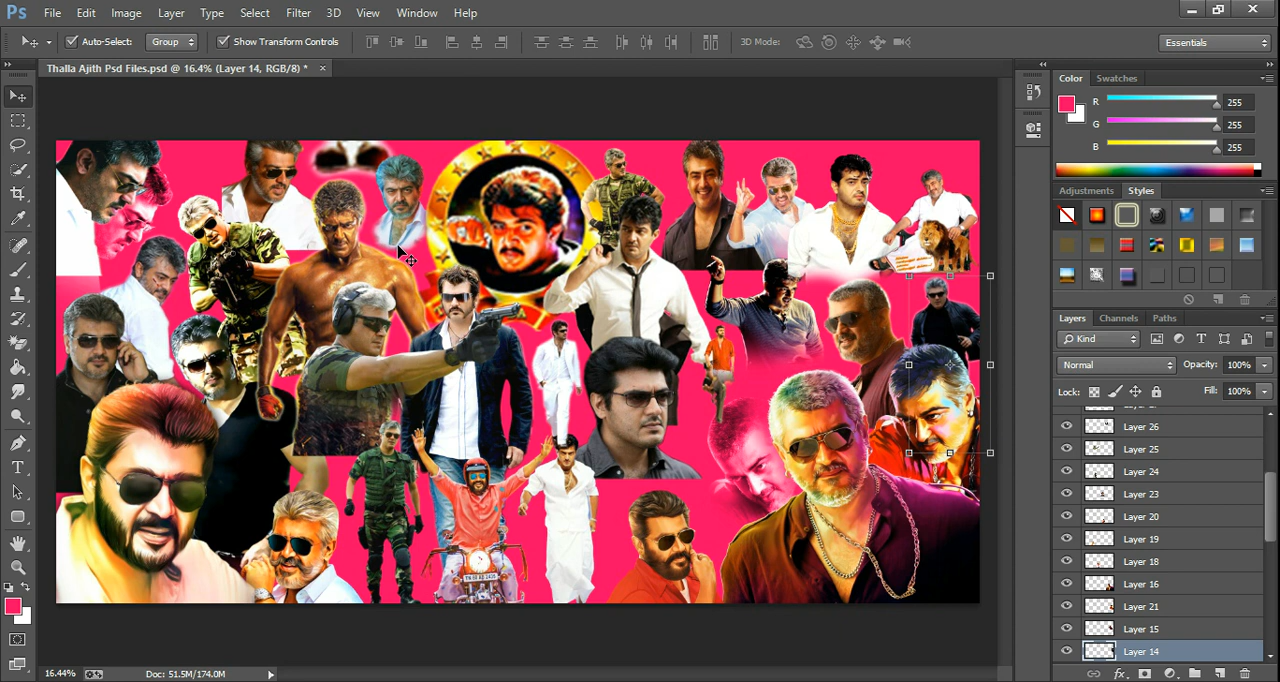 Ps File Edit Image Layer Type Select Filter 3D View Window Help
Auto-Select: Group Show Transform Controls 3D Mode: Essentials
Thalla Ajith Psd Files.psd @ 16.4% (Layer 14, RGB/8) * ×
Color Swatches
R 255
G 255
B 255
Adjustments Styles
Layers Channels Paths
Kind
Normal Opacity: 100%
Lock: Fill: 100%
Layer 26
Layer 25
Layer 24
Layer 23
Layer 20
Layer 19
Layer 18
Layer 16
Layer 21
Layer 15
Layer 14
16.44% Doc: 51.5M/174.0M